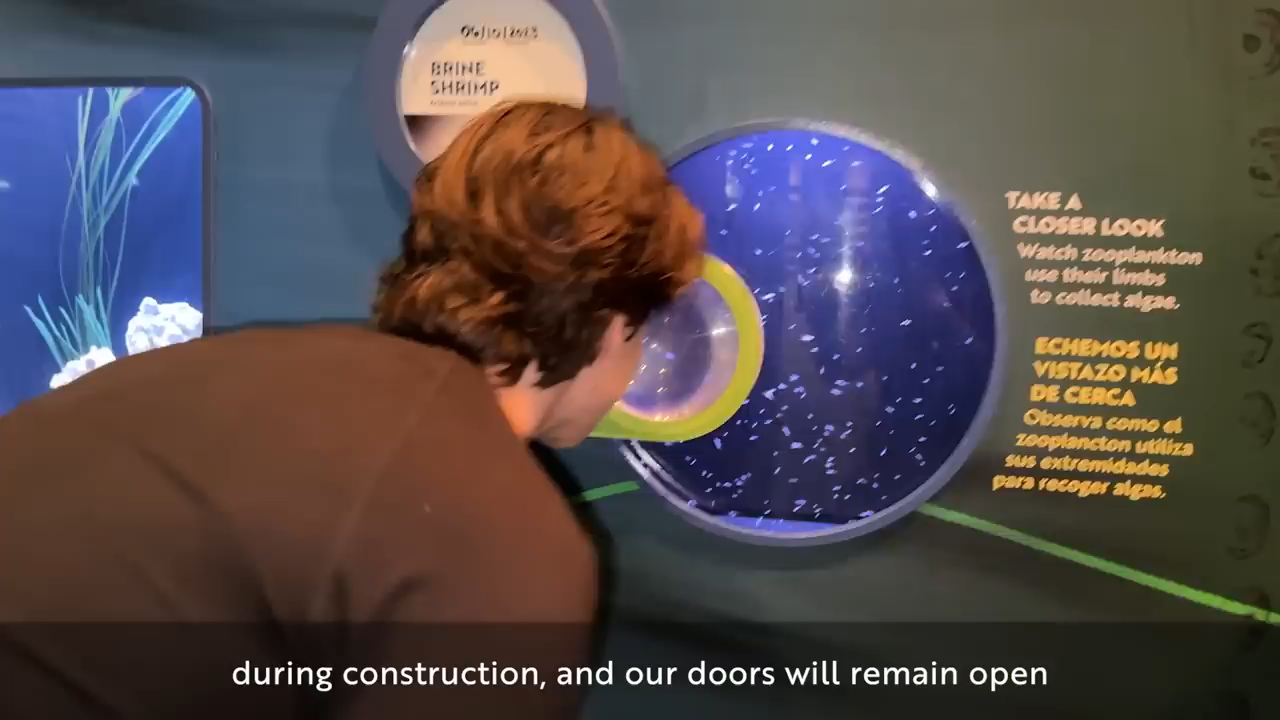 BRINE
SHRIMP
TAKE A
CLOSER LOOK
Watch zooplankton
use their limbs
to collect algae.
ECHEMOS UN
VISTAZO MÁS
DE CERCA
Observa como el
zooplancton utiliza
sus extremidades
para recoger algas.
during construction, and our doors will remain open